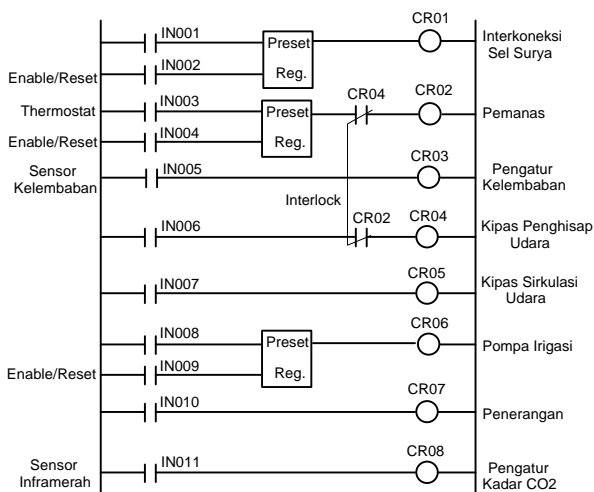 CR01
IN001
Preset
Interkoneksi
Sel Surya
IN002
Enable/Reset
Reg.
CR04
CR02
Thermostat
IN003
Preset
Pemanas
IN004
Enable/Reset
Reg.
CR03
Sensor
Kelembaban
IN005
Pengatur
Kelembaban
Interlock
CR02
CR04
IN006
Kipas Penghisap
Udara
CR05
IN007
Kipas Sirkulasi
Udara
CR06
IN008
Preset
Pompa Irigasi
IN009
Enable/Reset
Reg.
CR07
IN010
Penerangan
CR08
Sensor
Inframerah
IN011
Pengatur
Kadar CO2